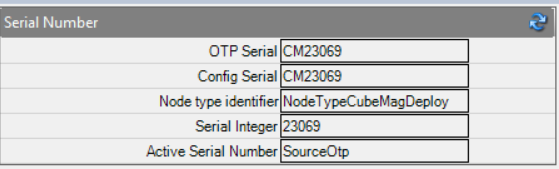 Serial Number
OTP Serial CM23069
Config Serial CM23069
Node type identifier NodeTypeCubeMagDeploy
Serial Integer 23069
Active Serial Number SourceOtp